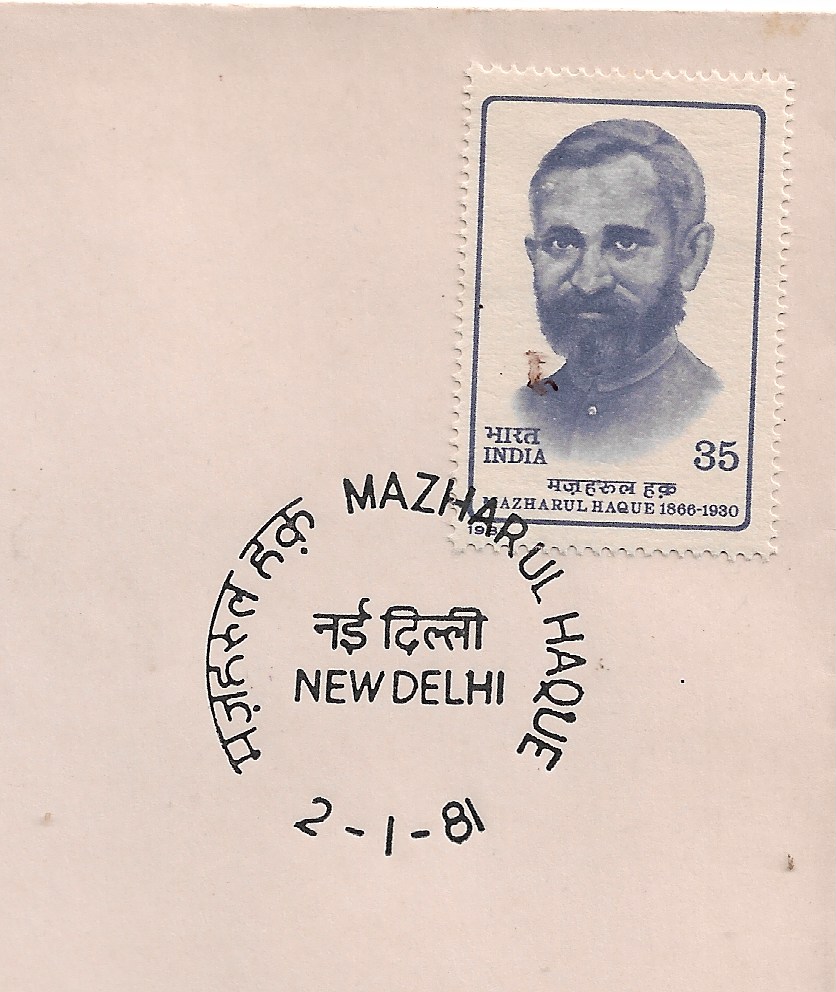 भारत
INDIA
35
मज़हरुल हक़
MAZHARUL HAQUE 1866-1930
मज़हरुल हक़
MAZHARUL HAQUE
नई दिल्ली
NEW DELHI
2-1-81